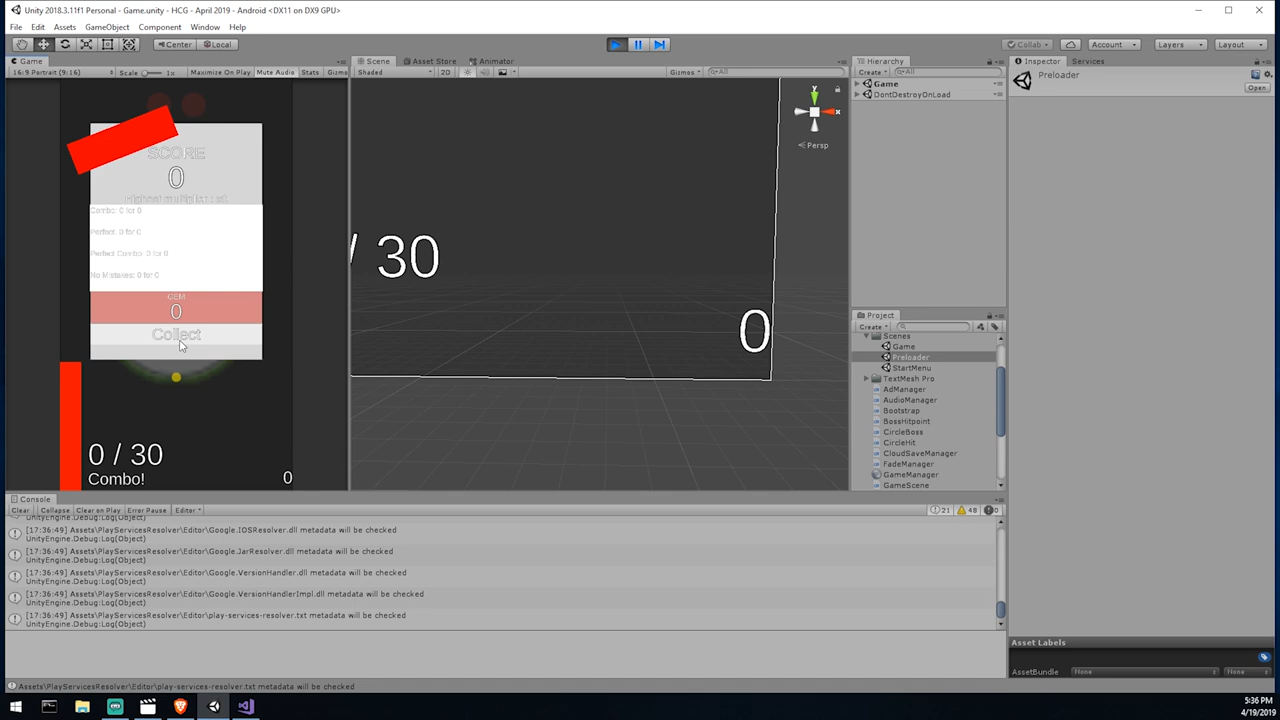 Unity 2018.3.11f1 Personal - Game.unity - HCG - April 2019 - Android <DX11 on DX9 GPU>
File Edit Assets GameObject Component Window Help
Center Local
Collab Account Layers Layout
Game
16:9 Portrait (9:16) Scale 1x Maximize On Play Mute Audio Stats Gizmos
SCORE
0
Highest multiplier : x0
Combo: 0 for 0
Perfect: 0 for 0
Perfect Combo: 0 for 0
No Mistakes: 0 for 0
GEM
0
Collect
0 / 30
Combo!
0
Scene Asset Store Animator
Shaded 2D Gizmos All
y
x
Persp
/ 30
0
Hierarchy
Create All
Game
DontDestroyOnLoad
Project
Create
Scenes
Game
Preloader
StartMenu
TextMesh Pro
AdManager
AudioManager
Bootstrap
BossHitpoint
CircleBoss
CircleHit
CloudSaveManager
FadeManager
GameManager
GameScene
Inspector Services
Preloader
Open
Asset Labels
AssetBundle None None
Console
Clear Collapse Clear on Play Error Pause Editor 21 48 0
UnityEngine.Debug:Log(Object)
[17:36:49] Assets\PlayServicesResolver\Editor\Google.IOSResolver.dll metadata will be checked
UnityEngine.Debug:Log(Object)
[17:36:49] Assets\PlayServicesResolver\Editor\Google.JarResolver.dll metadata will be checked
UnityEngine.Debug:Log(Object)
[17:36:49] Assets\PlayServicesResolver\Editor\Google.VersionHandler.dll metadata will be checked
UnityEngine.Debug:Log(Object)
[17:36:49] Assets\PlayServicesResolver\Editor\Google.VersionHandlerImpl.dll metadata will be checked
UnityEngine.Debug:Log(Object)
[17:36:49] Assets\PlayServicesResolver\Editor\play-services-resolver.txt metadata will be checked
UnityEngine.Debug:Log(Object)
Assets\PlayServicesResolver\Editor\play-services-resolver.txt metadata will be checked
5:36 PM
4/19/2019